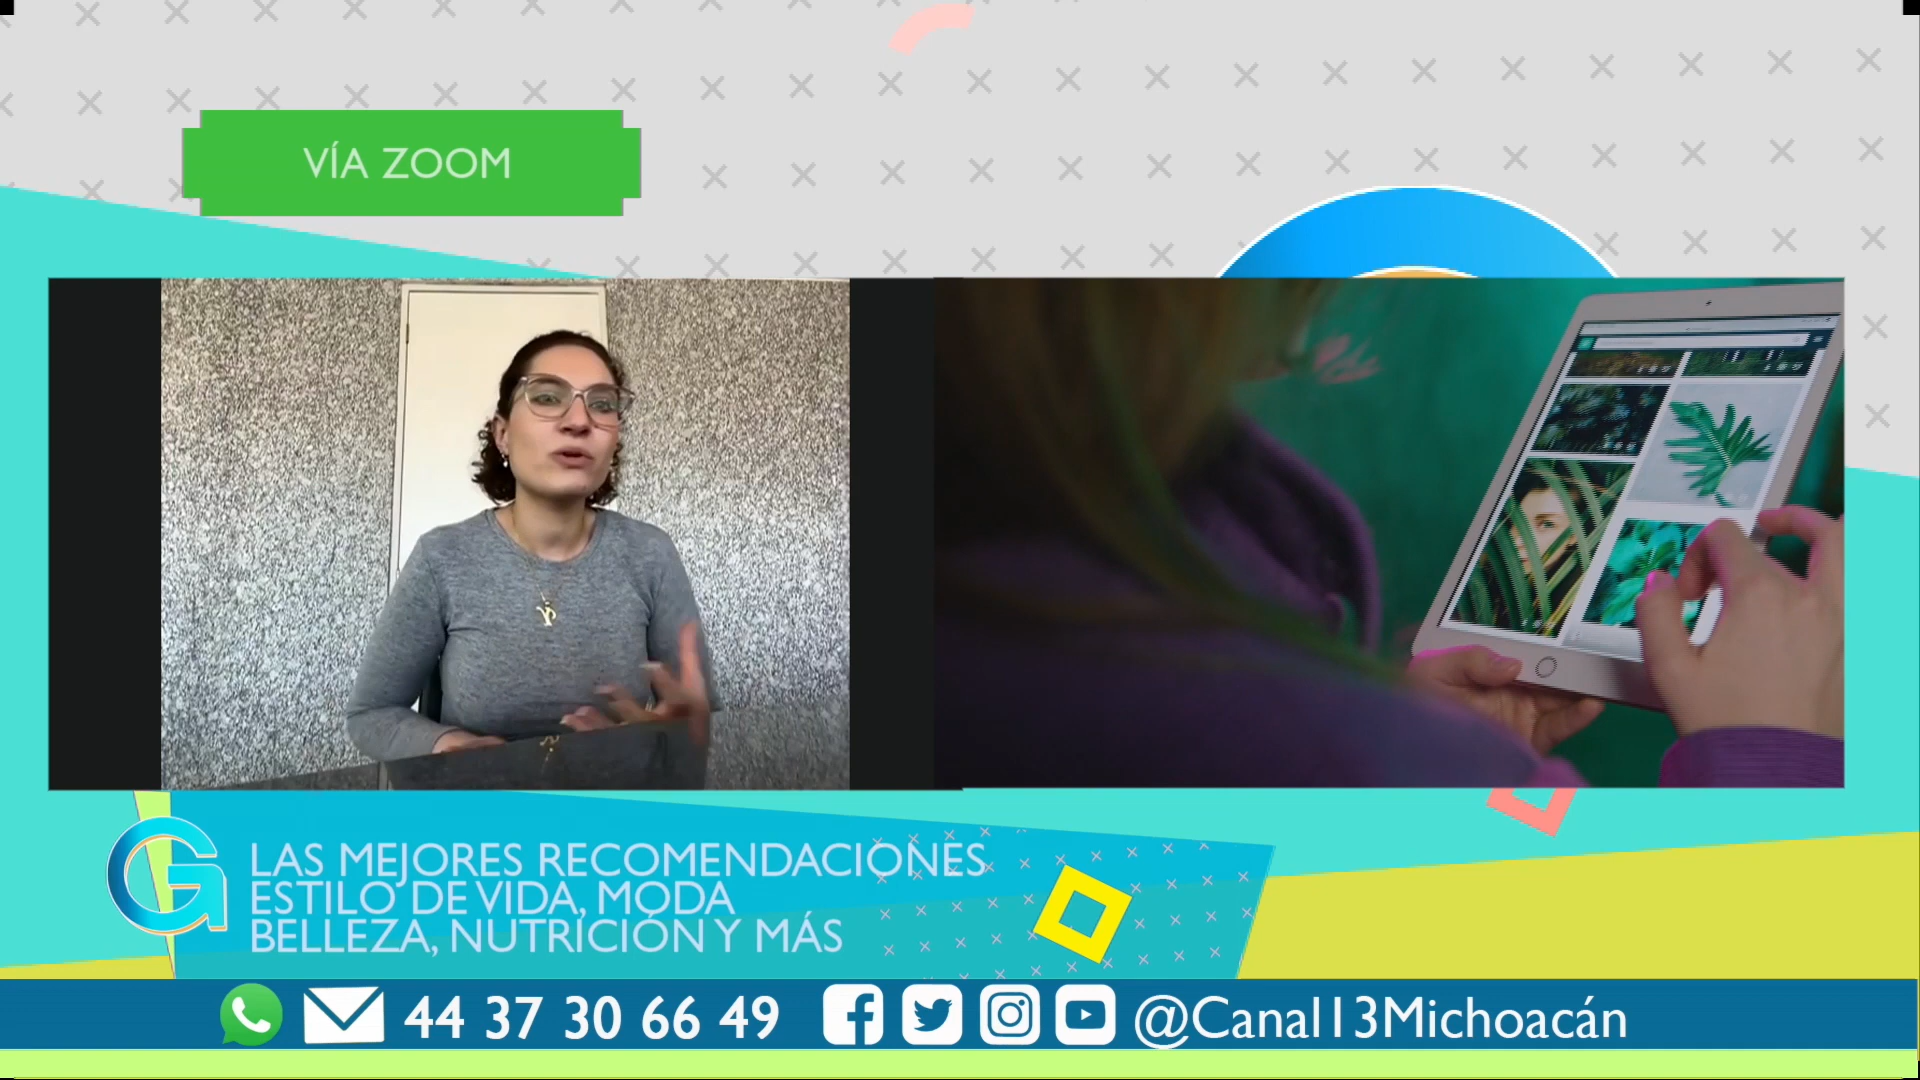 VÍA ZOOM
G
LAS MEJORES RECOMENDACIONES
ESTILO DE VIDA, MODA
BELLEZA, NUTRICIÓN Y MÁS
44 37 30 66 49 @Canal13Michoacán